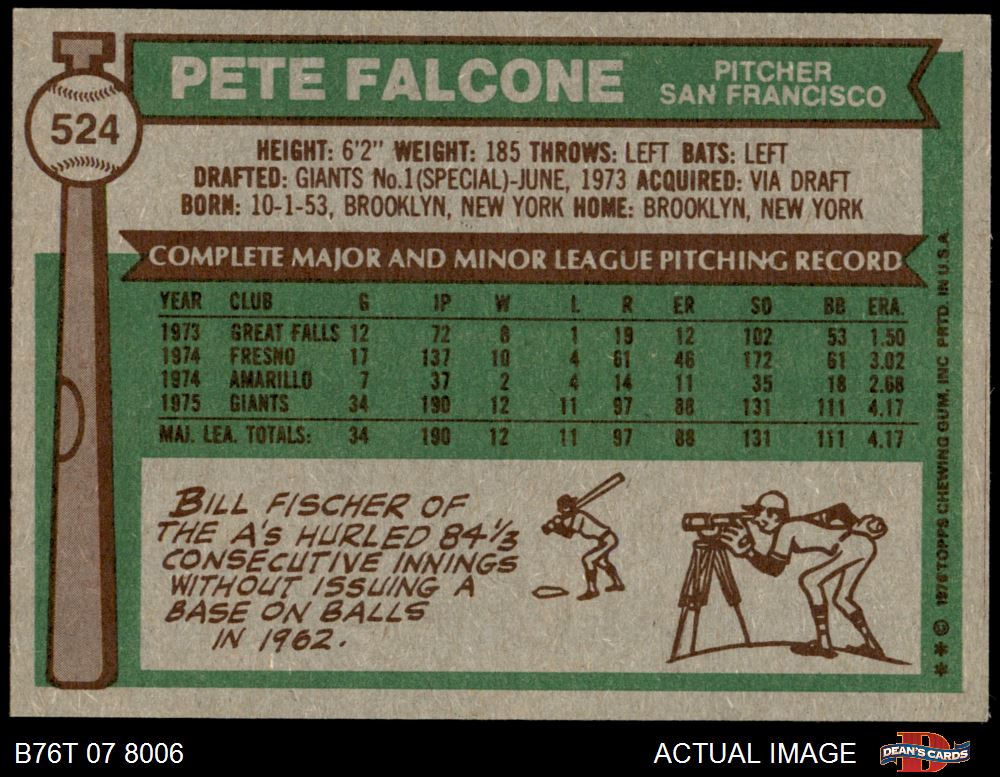 524
PETE FALCONE
PITCHER
SAN FRANCISCO
HEIGHT: 6'2" WEIGHT: 185 THROWS: LEFT BATS: LEFT
DRAFTED: GIANTS No.1(SPECIAL)-JUNE, 1973 ACQUIRED: VIA DRAFT
BORN: 10-1-53, BROOKLYN, NEW YORK HOME: BROOKLYN, NEW YORK
COMPLETE MAJOR AND MINOR LEAGUE PITCHING RECORD
YEAR CLUB G IP W L R ER SO BB ERA.
1973 GREAT FALLS 12 72 8 1 19 12 102 53 1.50
1974 FRESNO 17 137 10 4 61 46 172 61 3.02
1974 AMARILLO 7 37 2 4 14 11 35 18 2.68
1975 GIANTS 34 190 12 11 97 88 131 111 4.17
MAJ. LEA. TOTALS: 34 190 12 11 97 88 131 111 4.17
BILL FISCHER OF
THE A'S HURLED 84⅓
CONSECUTIVE INNINGS
WITHOUT ISSUING A
BASE ON BALLS
IN 1962.
** © 1976 TOPPS CHEWING GUM, INC PRTD. IN U.S.A.
B76T 07 8006
ACTUAL IMAGE
D
DEAN'S CARDS